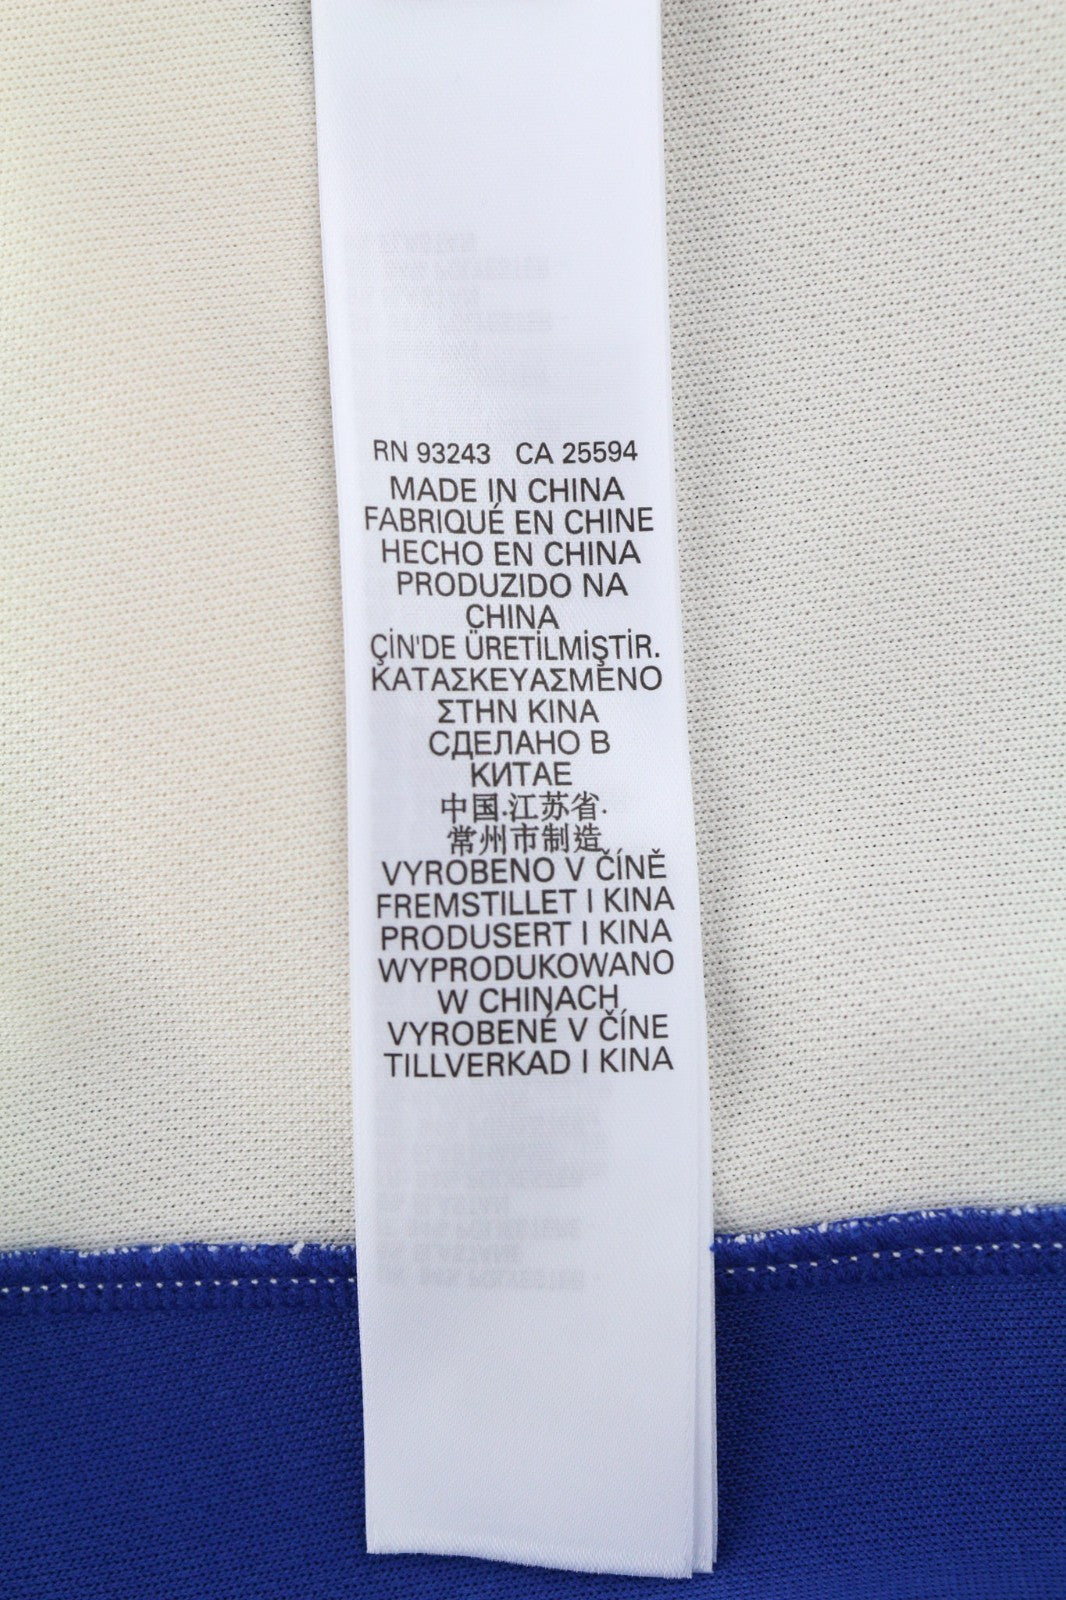 RN 93243 CA 25594
MADE IN CHINA
FABRIQUÉ EN CHINE
HECHO EN CHINA
PRODUZIDO NA
CHINA
ÇİN'DE ÜRETİLMİŞTİR.
ΚΑΤΑΣΚΕΥΑΣΜΕΝΟ
ΣΤΗΝ ΚΙΝΑ
СДЕЛАНО В
КИТАЕ
中国.江苏省.
常州市制造
VYROBENO V ČÍNĚ
FREMSTILLET I KINA
PRODUSERT I KINA
WYPRODUKOWANO
W CHINACH
VYROBENÉ V ČÍNE
TILLVERKAD I KINA